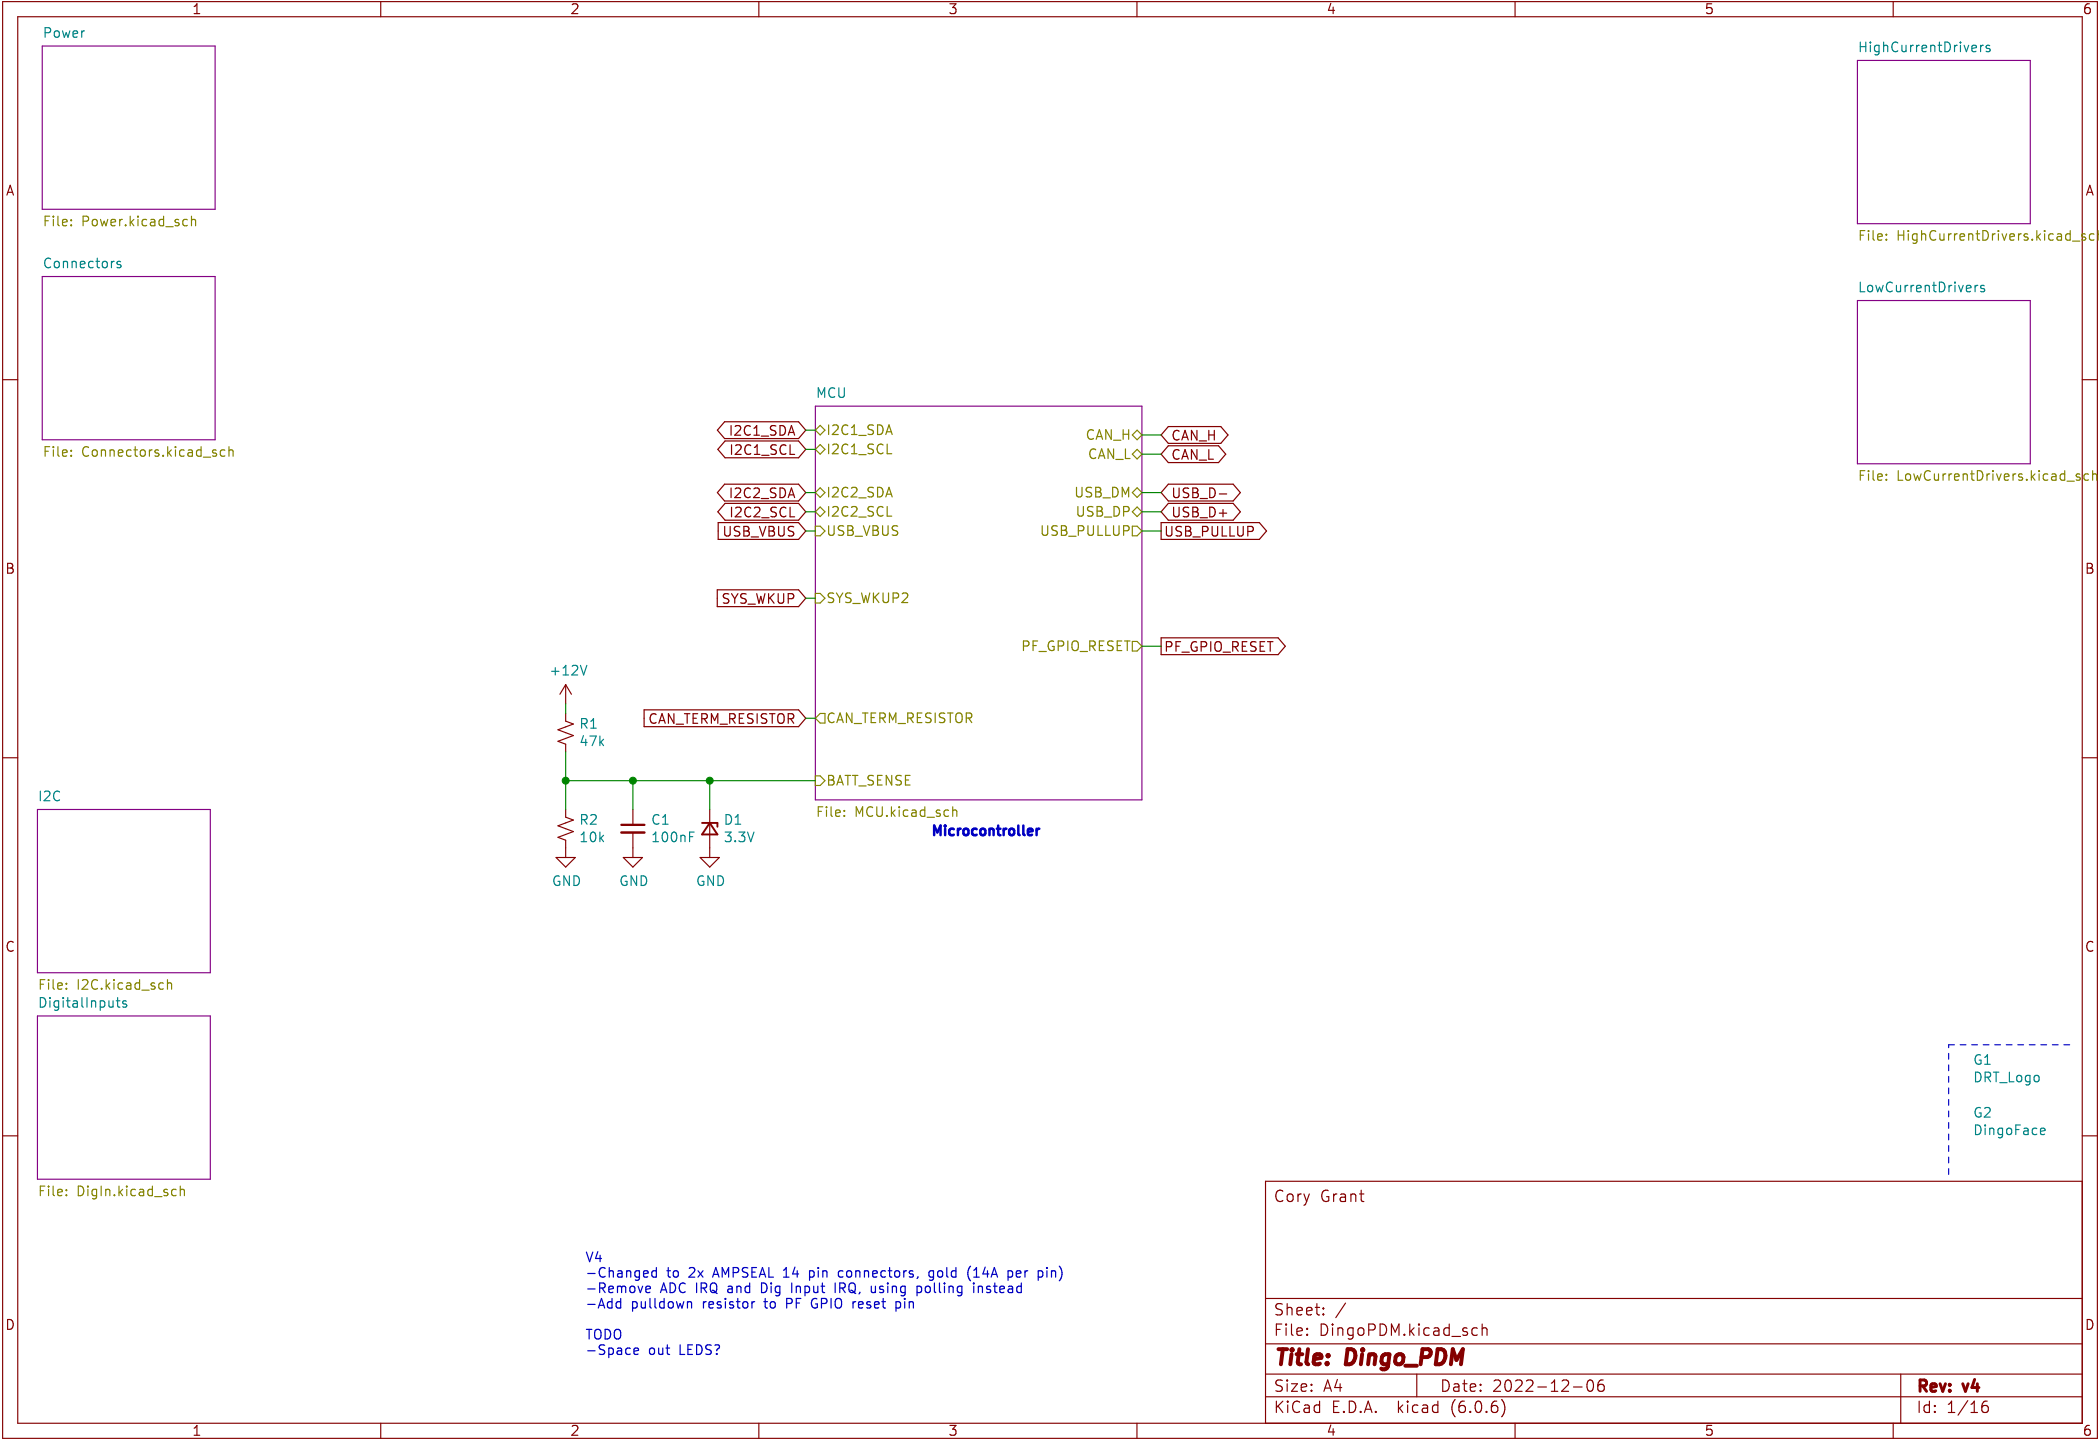 1 2 3 4 5 6
Power
File: Power.kicad_sch
Connectors
File: Connectors.kicad_sch
HighCurrentDrivers
File: HighCurrentDrivers.kicad_sch
LowCurrentDrivers
File: LowCurrentDrivers.kicad_sch
A
A
B
B
C
C
D
D
MCU
I2C1_SDA
I2C1_SDA
I2C1_SCL
I2C1_SCL
I2C2_SDA
I2C2_SDA
I2C2_SCL
I2C2_SCL
USB_VBUS
USB_VBUS
SYS_WKUP
SYS_WKUP2
CAN_TERM_RESISTOR
CAN_TERM_RESISTOR
BATT_SENSE
CAN_H
CAN_H
CAN_L
CAN_L
USB_DM
USB_D-
USB_DP
USB_D+
USB_PULLUP
USB_PULLUP
PF_GPIO_RESET
PF_GPIO_RESET
File: MCU.kicad_sch
Microcontroller
+12V
R1
47k
R2
10k
GND
C1
100nF
GND
D1
3.3V
GND
I2C
File: I2C.kicad_sch
DigitalInputs
File: DigIn.kicad_sch
V4
-Changed to 2x AMPSEAL 14 pin connectors, gold (14A per pin)
-Remove ADC IRQ and Dig Input IRQ, using polling instead
-Add pulldown resistor to PF GPIO reset pin
TODO
-Space out LEDS?
G1
DRT_Logo
G2
DingoFace
Cory Grant
Sheet: /
File: DingoPDM.kicad_sch
Title: Dingo_PDM
Size: A4 Date: 2022-12-06 Rev: v4
KiCad E.D.A. kicad (6.0.6) Id: 1/16
1 2 3 4 5 6